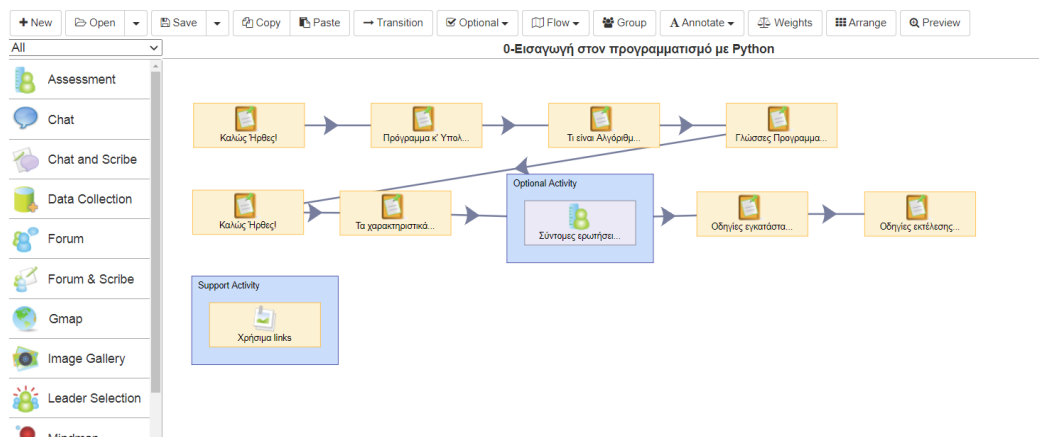 New Open Save Copy Paste Transition Optional Flow Group Annotate Weights Arrange Preview
All
0-Εισαγωγή στον προγραμματισμό με Python
Assessment
Chat
Chat and Scribe
Data Collection
Forum
Forum & Scribe
Gmap
Image Gallery
Leader Selection
Mindmap
Καλώς Ήρθες! Πρόγραμμα κ' Υπολ... Τι είναι Αλγόριθμ... Γλώσσες Προγραμμα...
Optional Activity
Καλώς Ήρθες! Τα χαρακτηριστικά... Σύντομες ερωτήσει... Οδηγίες εγκατάστα... Οδηγίες εκτέλεσης...
Support Activity
Χρήσιμα links